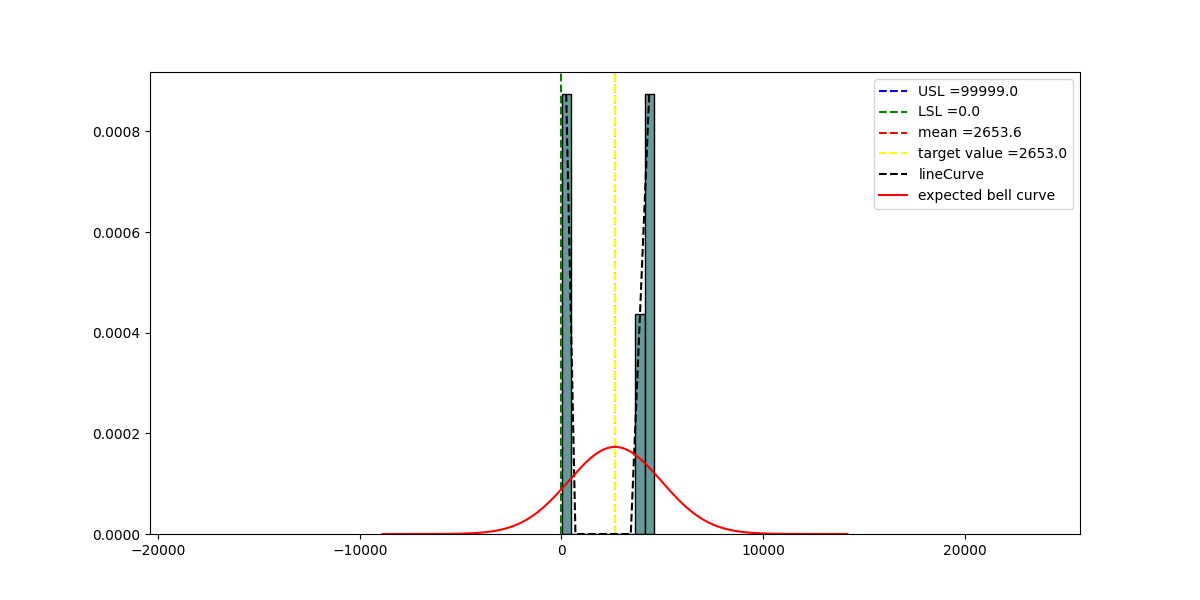 0.0008
0.0006
0.0004
0.0002
0.0000
−20000
−10000
0
10000
20000
USL =99999.0
LSL =0.0
mean =2653.6
target value =2653.0
lineCurve
expected bell curve